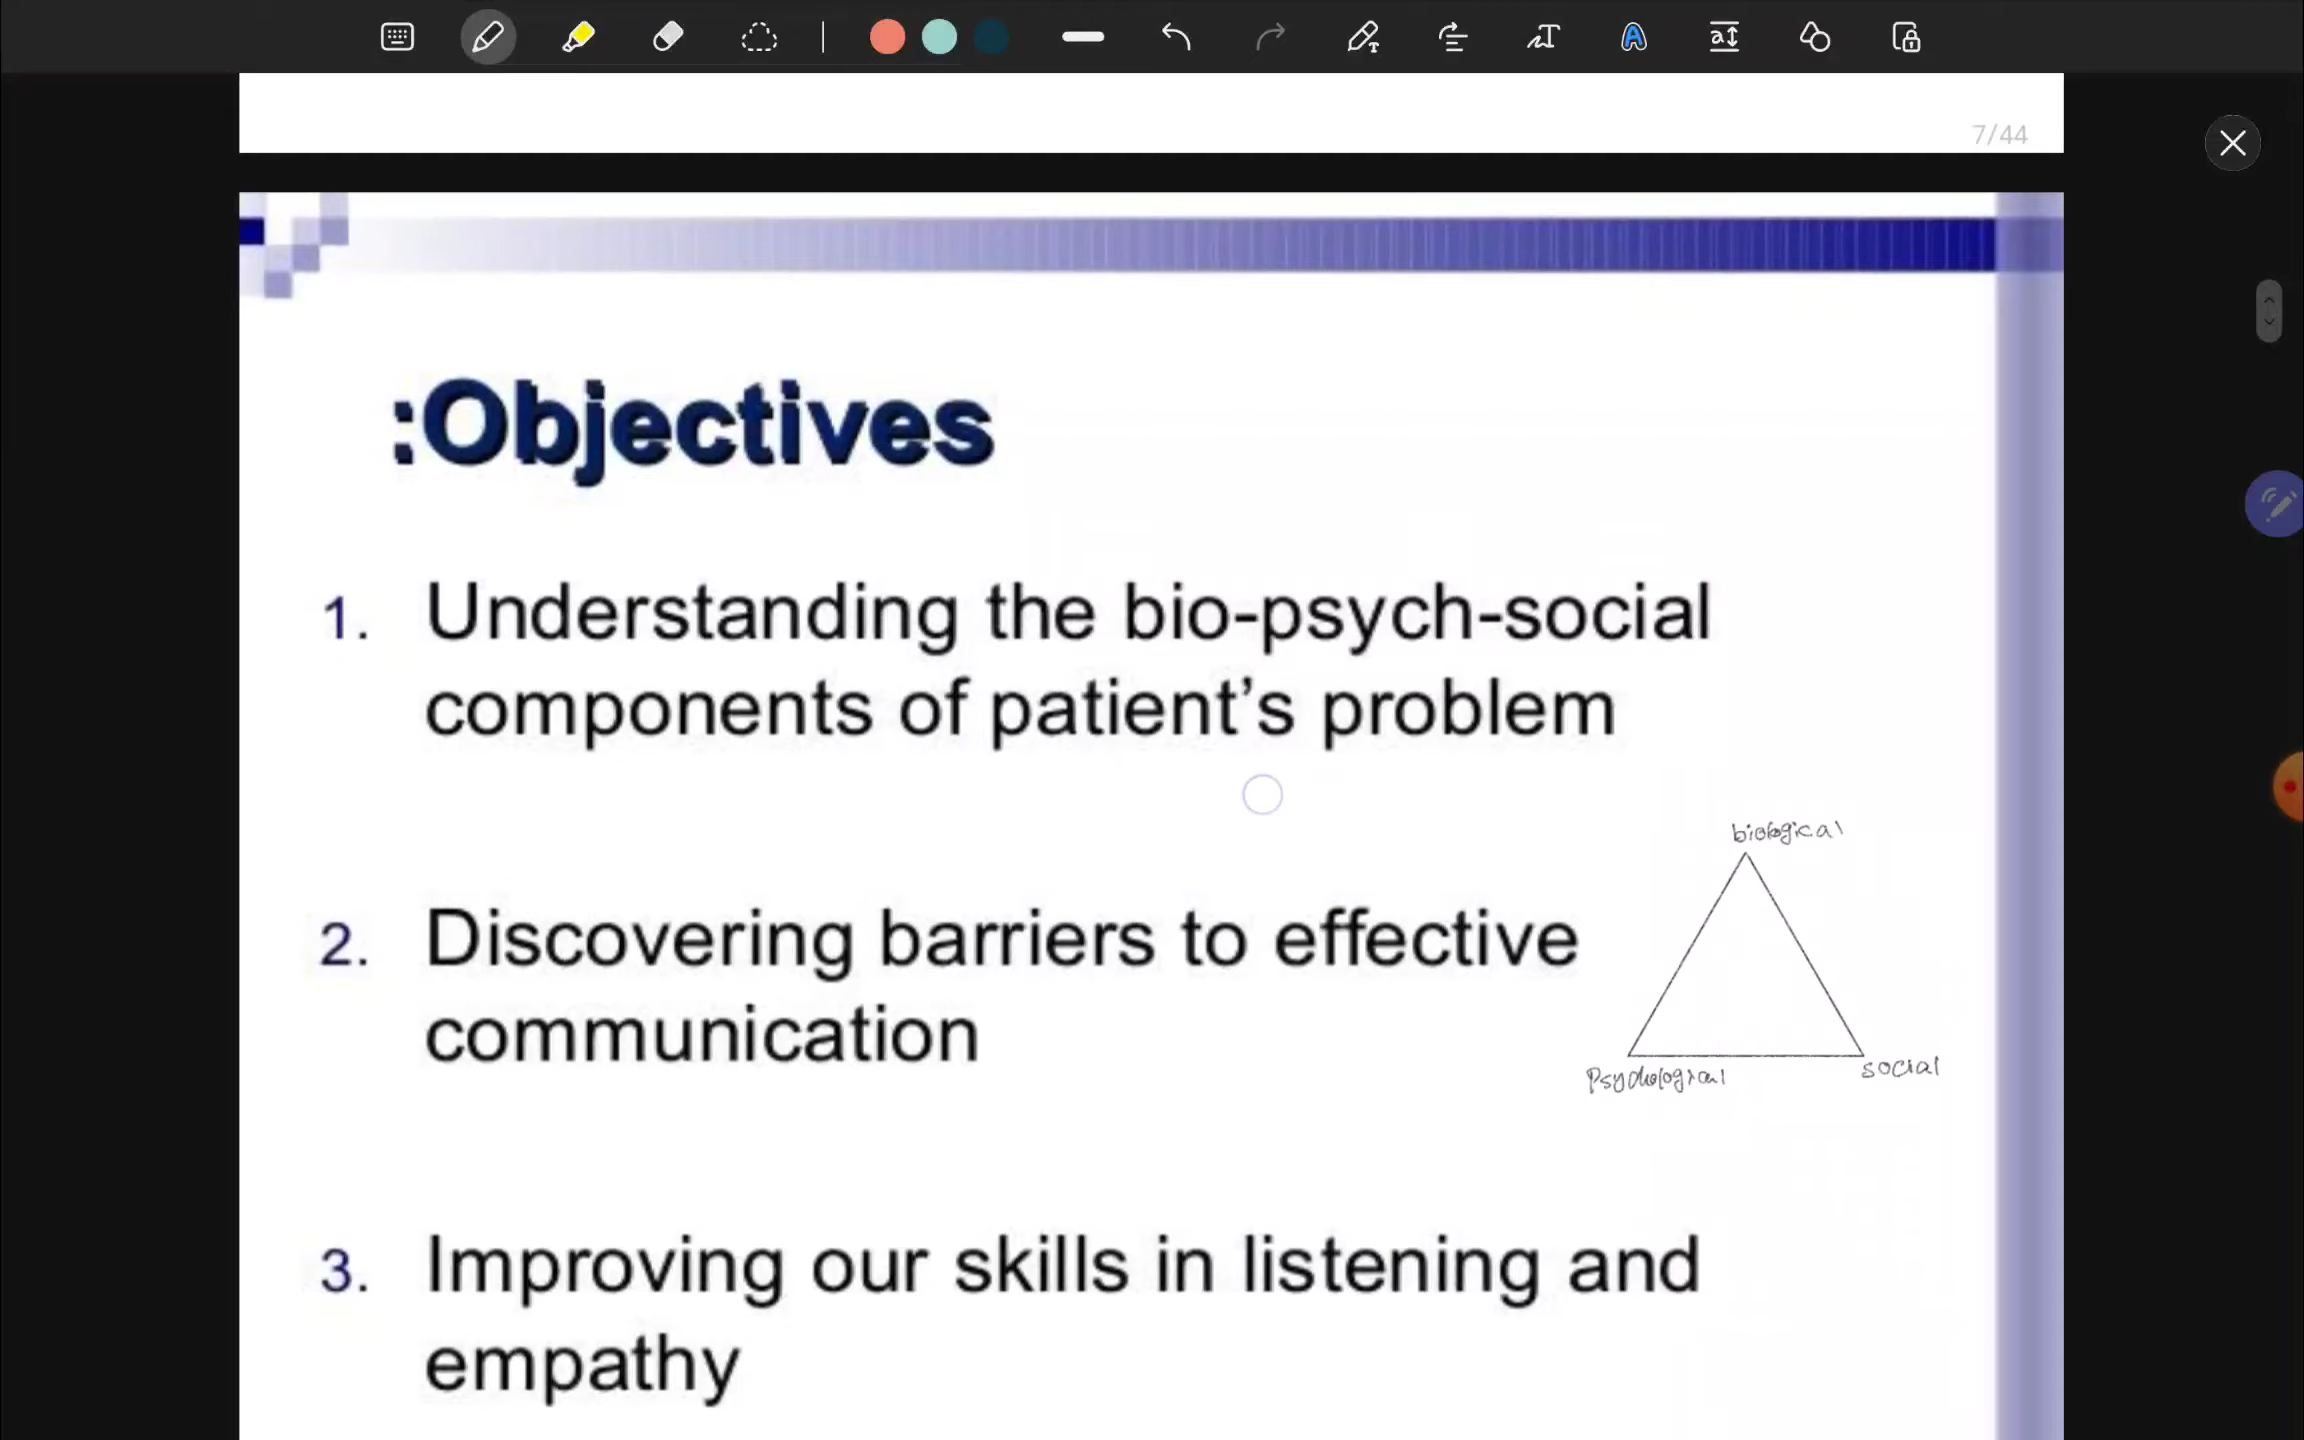 7/44
:Objectives
1. Understanding the bio-psych-social
components of patient’s problem
biological
2. Discovering barriers to effective
communication
Psychological
social
3. Improving our skills in listening and
empathy